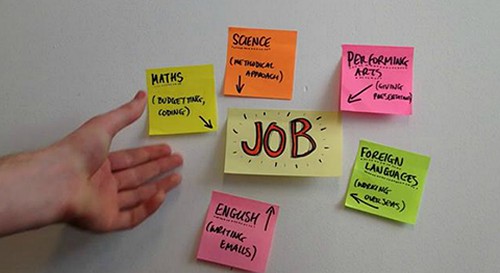 SCIENCE
(METHODICAL
APPROACH)
PERFORMING
ARTS
(GIVING
PRESENTATIONS)
MATHS
(BUDGETTING,
CODING)
JOB
FOREIGN
LANGUAGES
(WORKING
OVERSEAS)
ENGLISH
(WRITING
EMAILS)